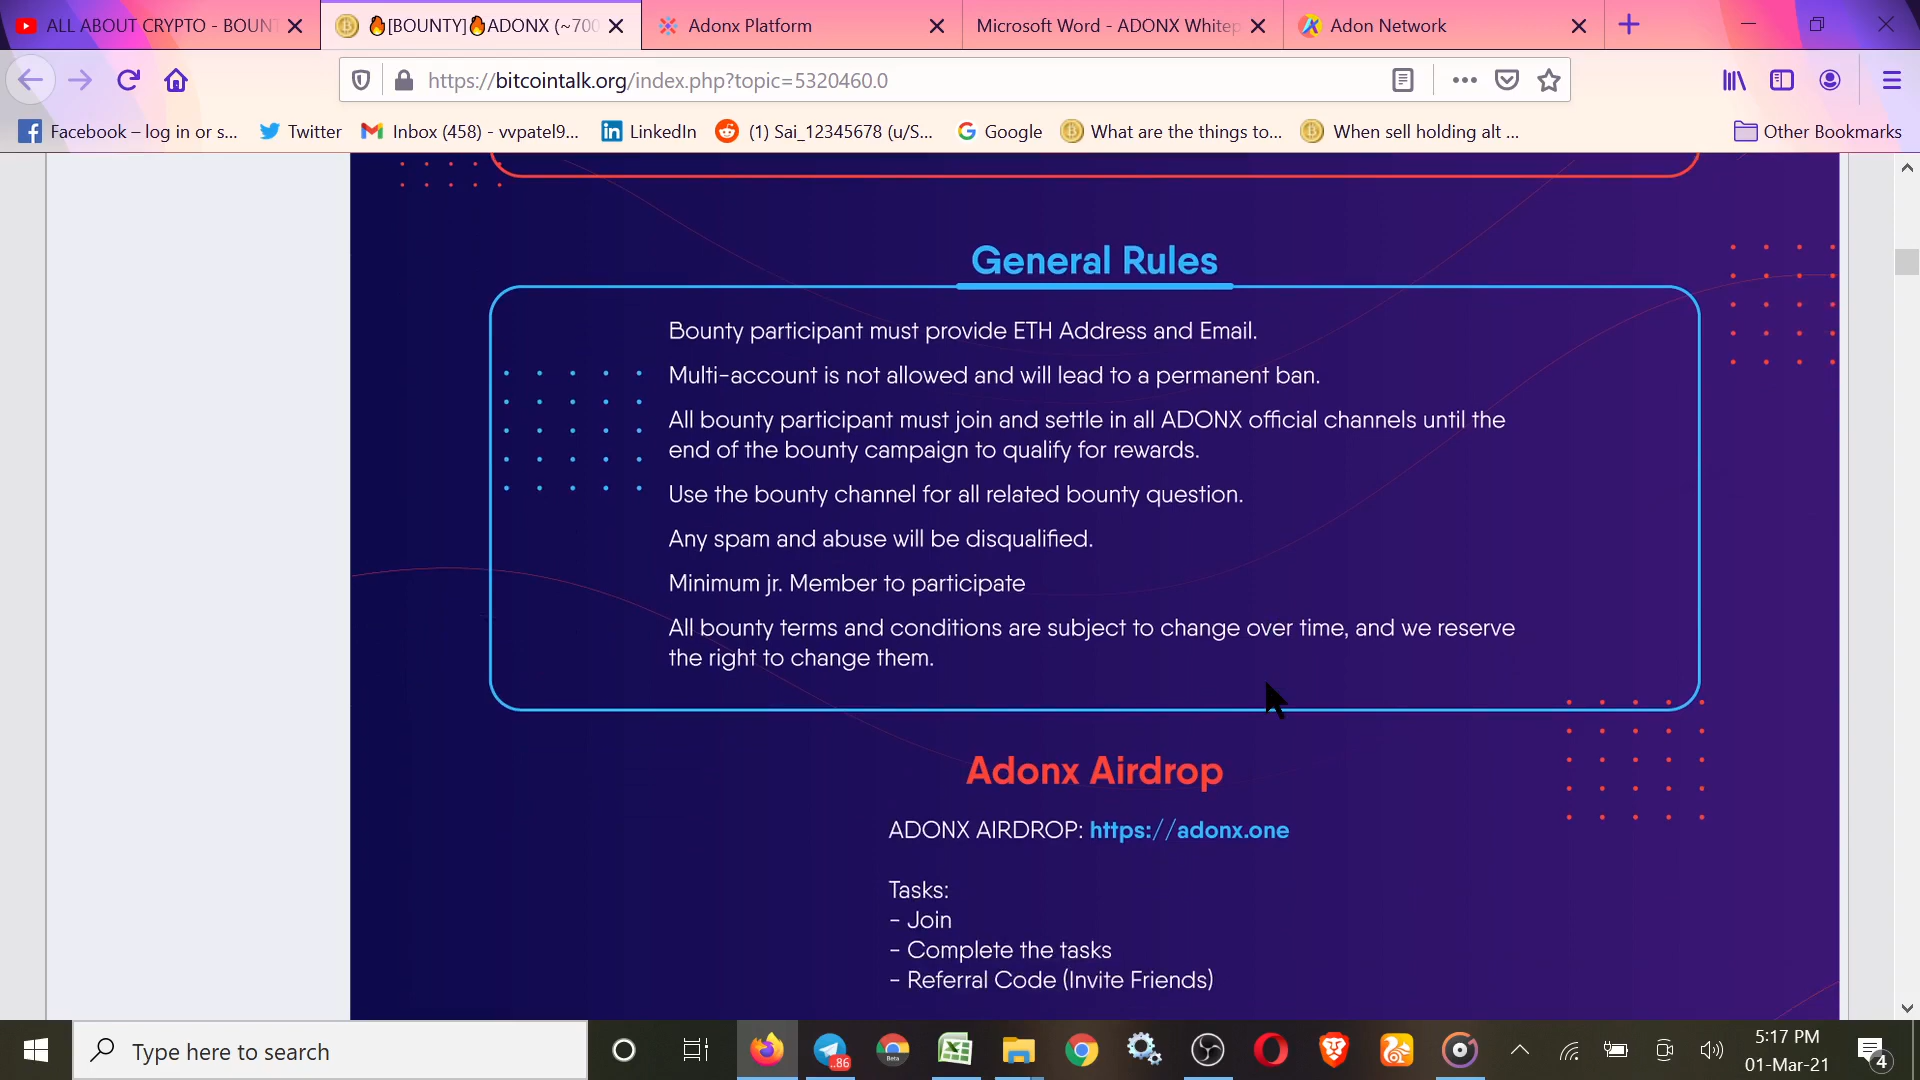 ALL ABOUT CRYPTO - BOUNT
🔥[BOUNTY]🔥ADONX (~700
Adonx Platform
Microsoft Word - ADONX Whitep
Adon Network
https://bitcointalk.org/index.php?topic=5320460.0
Facebook – log in or s...
Twitter
Inbox (458) - vvpatel9...
LinkedIn
(1) Sai_12345678 (u/S...
Google
What are the things to...
When sell holding alt ...
Other Bookmarks
General Rules
Bounty participant must provide ETH Address and Email.
Multi-account is not allowed and will lead to a permanent ban.
All bounty participant must join and settle in all ADONX official channels until the
end of the bounty campaign to qualify for rewards.
Use the bounty channel for all related bounty question.
Any spam and abuse will be disqualified.
Minimum jr. Member to participate
All bounty terms and conditions are subject to change over time, and we reserve
the right to change them.
Adonx Airdrop
ADONX AIRDROP: https://adonx.one
Tasks:
- Join
- Complete the tasks
- Referral Code (Invite Friends)
Type here to search
..86
Beta
5:17 PM
01-Mar-21
4